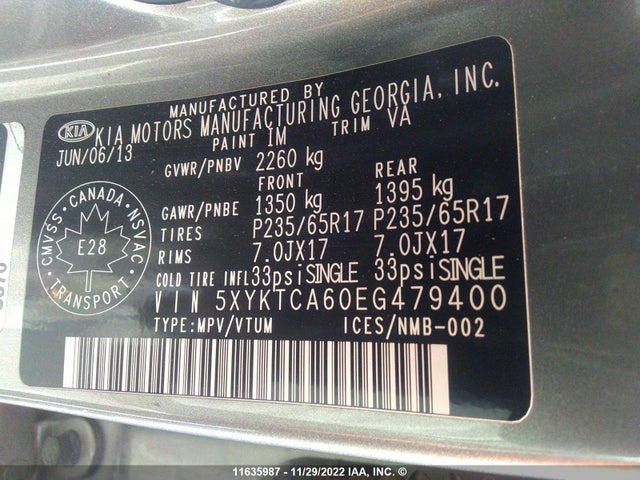 MANUFACTURED BY
KIA KIA MOTORS MANUFACTURING GEORGIA, INC.
JUN/06/13 PAINT 1M TRIM VA
GVWR/PNBV 2260 kg
FRONT REAR
GAWR/PNBE 1350 kg 1395 kg
TIRES P235/65R17 P235/65R17
RIMS 7.0JX17 7.0JX17
COLD TIRE INFL 33psiSINGLE 33psiSINGLE
VIN 5XYKTCA60EG479400
TYPE:MPV/VTUM ICES/NMB-002
CANADA
CMVSS NSVAC
E28
TRANSPORT
11635987 - 11/29/2022 IAA, INC. ©